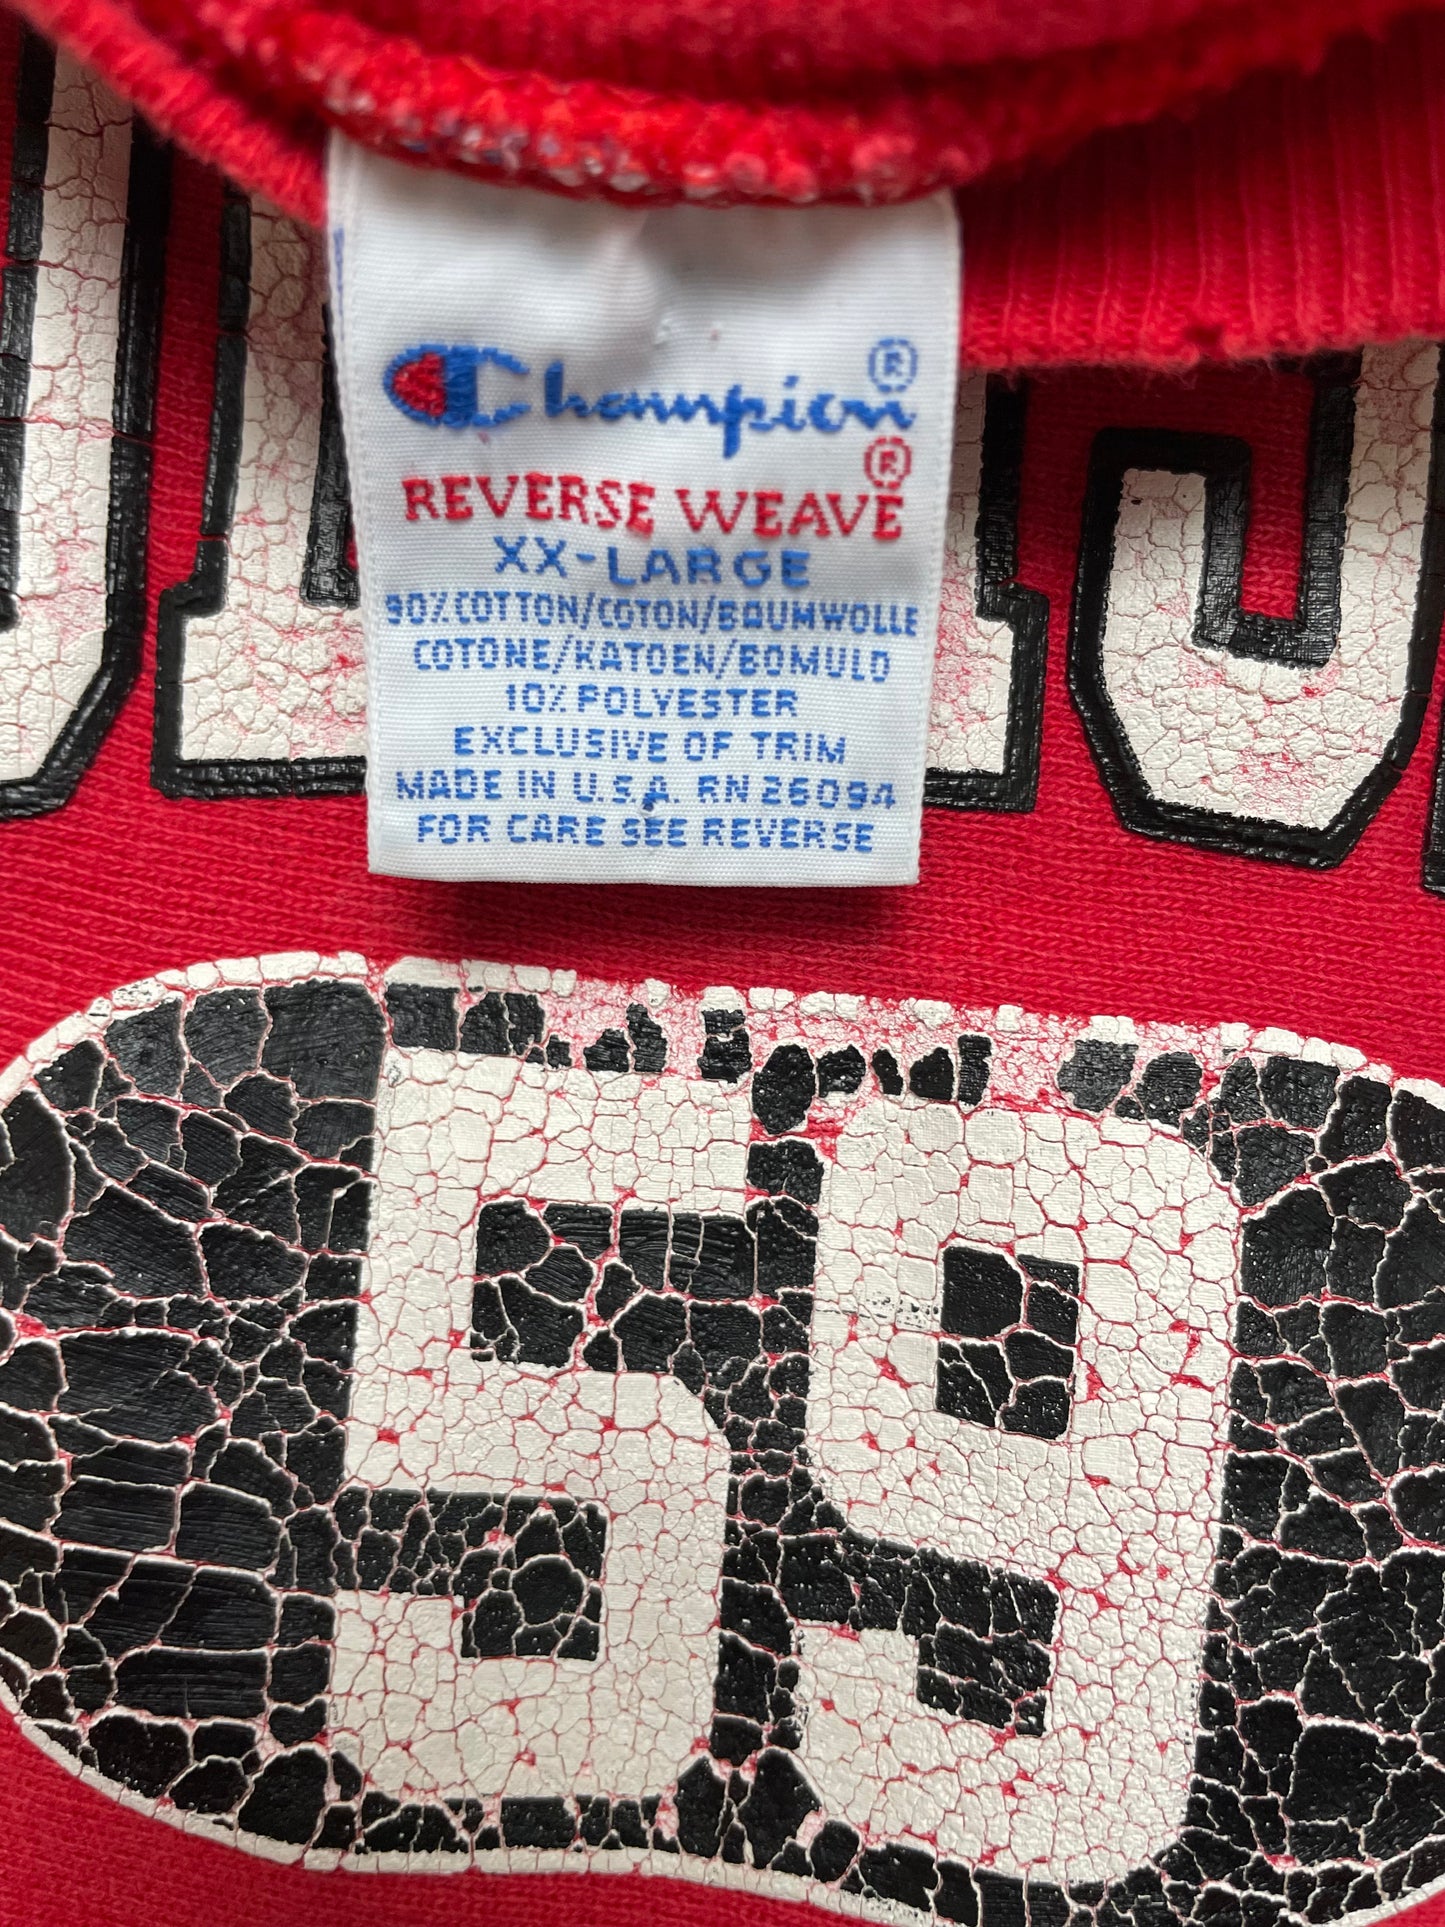 Champion®
®
REVERSE WEAVE
XX-LARGE
90% COTTON/COTON/BAUMWOLLE
COTONE/KATOEN/BOMULD
10% POLYESTER
EXCLUSIVE OF TRIM
MADE IN U.S.A. RN 26094
FOR CARE SEE REVERSE
59